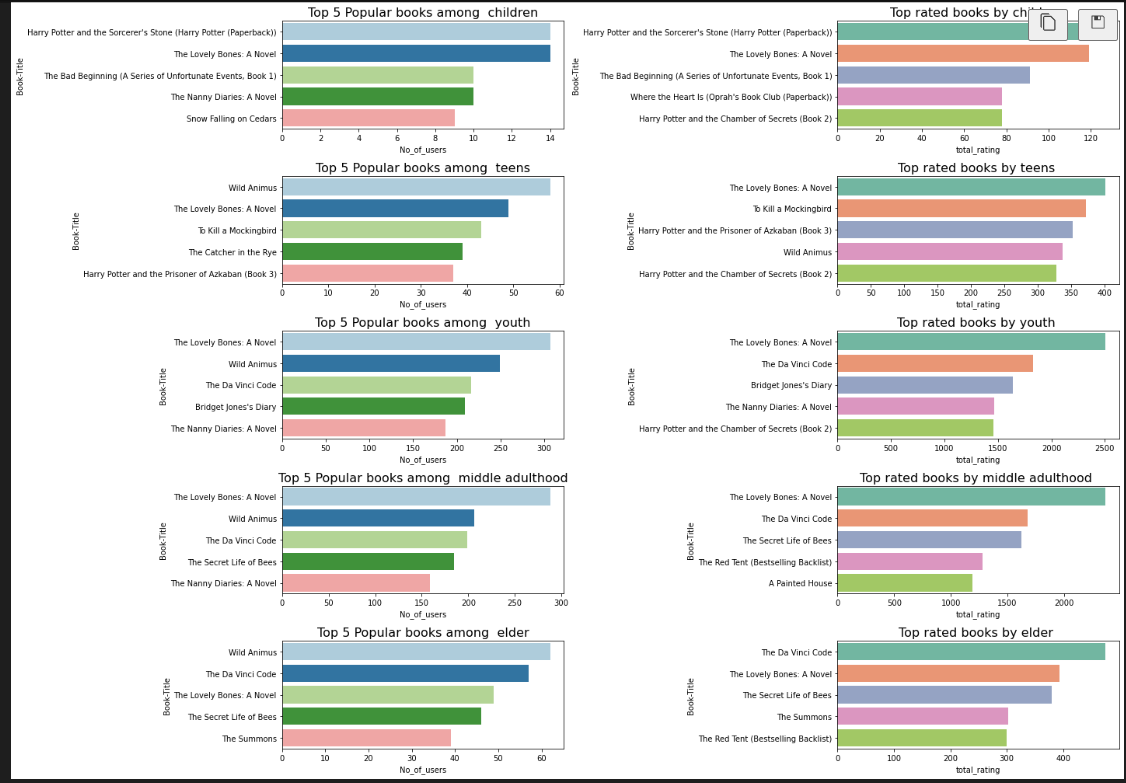 Top 5 Popular books among  children
Book-Title
Harry Potter and the Sorcerer's Stone (Harry Potter (Paperback))
The Lovely Bones: A Novel
The Bad Beginning (A Series of Unfortunate Events, Book 1)
The Nanny Diaries: A Novel
Snow Falling on Cedars
0 2 4 6 8 10 12 14
No_of_users
Top rated books by
Book-Title
Harry Potter and the Sorcerer's Stone (Harry Potter (Paperback))
The Lovely Bones: A Novel
The Bad Beginning (A Series of Unfortunate Events, Book 1)
Where the Heart Is (Oprah's Book Club (Paperback))
Harry Potter and the Chamber of Secrets (Book 2)
0 20 40 60 80 100 120
total_rating
Top 5 Popular books among  teens
Book-Title
Wild Animus
The Lovely Bones: A Novel
To Kill a Mockingbird
The Catcher in the Rye
Harry Potter and the Prisoner of Azkaban (Book 3)
0 10 20 30 40 50 60
No_of_users
Top rated books by teens
Book-Title
The Lovely Bones: A Novel
To Kill a Mockingbird
Harry Potter and the Prisoner of Azkaban (Book 3)
Wild Animus
Harry Potter and the Chamber of Secrets (Book 2)
0 50 100 150 200 250 300 350 400
total_rating
Top 5 Popular books among  youth
Book-Title
The Lovely Bones: A Novel
Wild Animus
The Da Vinci Code
Bridget Jones's Diary
The Nanny Diaries: A Novel
0 50 100 150 200 250 300
No_of_users
Top rated books by youth
Book-Title
The Lovely Bones: A Novel
The Da Vinci Code
Bridget Jones's Diary
The Nanny Diaries: A Novel
Harry Potter and the Chamber of Secrets (Book 2)
0 500 1000 1500 2000 2500
total_rating
Top 5 Popular books among  middle adulthood
Book-Title
The Lovely Bones: A Novel
Wild Animus
The Da Vinci Code
The Secret Life of Bees
The Nanny Diaries: A Novel
0 50 100 150 200 250 300
No_of_users
Top rated books by middle adulthood
Book-Title
The Lovely Bones: A Novel
The Da Vinci Code
The Secret Life of Bees
The Red Tent (Bestselling Backlist)
A Painted House
0 500 1000 1500 2000
total_rating
Top 5 Popular books among  elder
Book-Title
Wild Animus
The Da Vinci Code
The Lovely Bones: A Novel
The Secret Life of Bees
The Summons
0 10 20 30 40 50 60
No_of_users
Top rated books by elder
Book-Title
The Da Vinci Code
The Lovely Bones: A Novel
The Secret Life of Bees
The Summons
The Red Tent (Bestselling Backlist)
0 100 200 300 400
total_rating